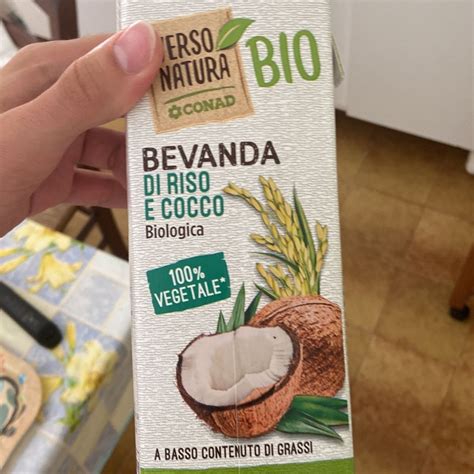 VERSO
NATURA
CONAD
BIO
BEVANDA
DI RISO
E COCCO
Biologica
100%
VEGETALE*
A BASSO CONTENUTO DI GRASSI